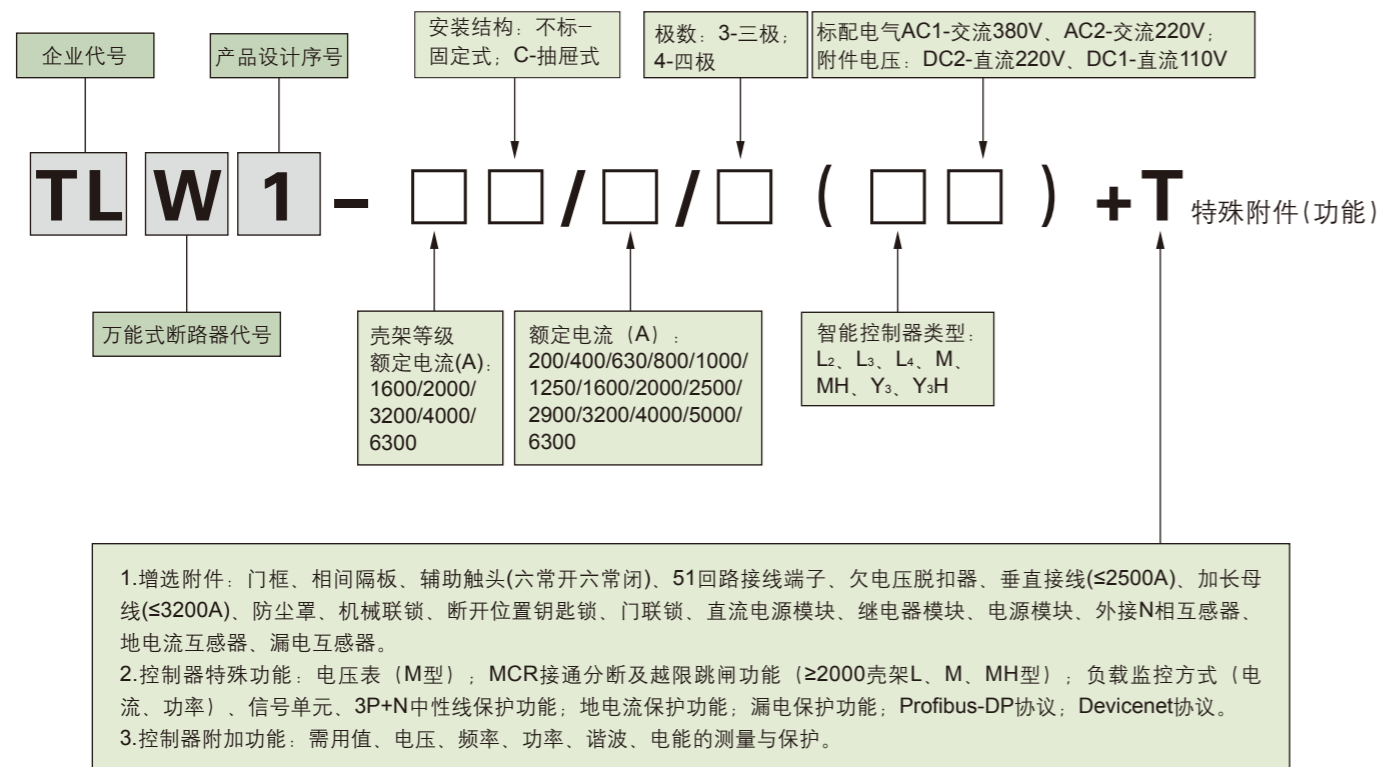 企业代号
产品设计序号
安装结构：不标–
固定式；C-抽屉式
极数：3-三极；
4-四极
标配电气AC1-交流380V、AC2-交流220V；
附件电压：DC2-直流220V、DC1-直流110V
TL W 1 – □□/□/□ ( □□ ) +T 特殊附件(功能)
万能式断路器代号
壳架等级
额定电流(A)：
1600/2000/
3200/4000/
6300
额定电流（A）：
200/400/630/800/1000/
1250/1600/2000/2500/
2900/3200/4000/5000/
6300
智能控制器类型：
L₂、L₃、L₄、M、
MH、Y₃、Y₃H
1.增选附件：门框、相间隔板、辅助触头(六常开六常闭)、51回路接线端子、欠电压脱扣器、垂直接线(≤2500A)、加长母
线(≤3200A)、防尘罩、机械联锁、断开位置钥匙锁、门联锁、直流电源模块、继电器模块、电源模块、外接N相互感器、
地电流互感器、漏电互感器。
2.控制器特殊功能：电压表（M型）；MCR接通分断及越限跳闸功能（≥2000壳架L、M、MH型）；负载监控方式（电
流、功率）、信号单元、3P+N中性线保护功能；地电流保护功能；漏电保护功能；Profibus-DP协议；Devicenet协议。
3.控制器附加功能：需用值、电压、频率、功率、谐波、电能的测量与保护。